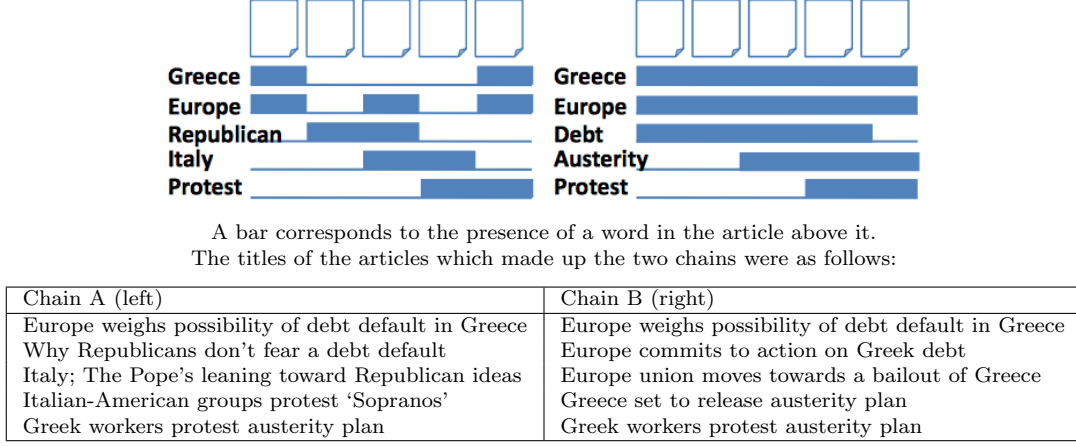 Greece
Europe
Republican
Italy
Protest
Greece
Europe
Debt
Austerity
Protest
A bar corresponds to the presence of a word in the article above it.
The titles of the articles which made up the two chains were as follows:
Chain A (left)
Europe weighs possibility of debt default in Greece
Why Republicans don't fear a debt default
Italy; The Pope's leaning toward Republican ideas
Italian-American groups protest 'Sopranos'
Greek workers protest austerity plan
Chain B (right)
Europe weighs possibility of debt default in Greece
Europe commits to action on Greek debt
Europe union moves towards a bailout of Greece
Greece set to release austerity plan
Greek workers protest austerity plan